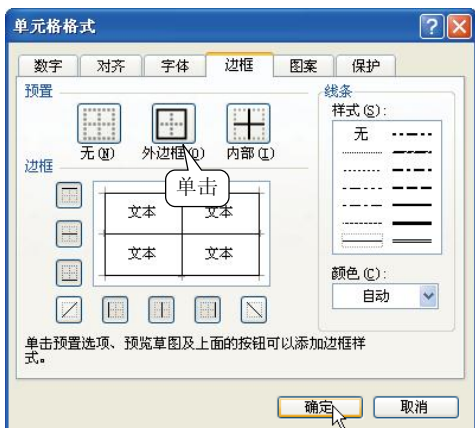 单元格格式
数字 对齐 字体 边框 图案 保护
预置
无(N) 外边框(O) 内部(I)
单击
边框
文本 文本
文本 文本
线条
样式(S):
无
颜色(C):
自动
单击预置选项、预览草图及上面的按钮可以添加边框样
式。
确定 取消